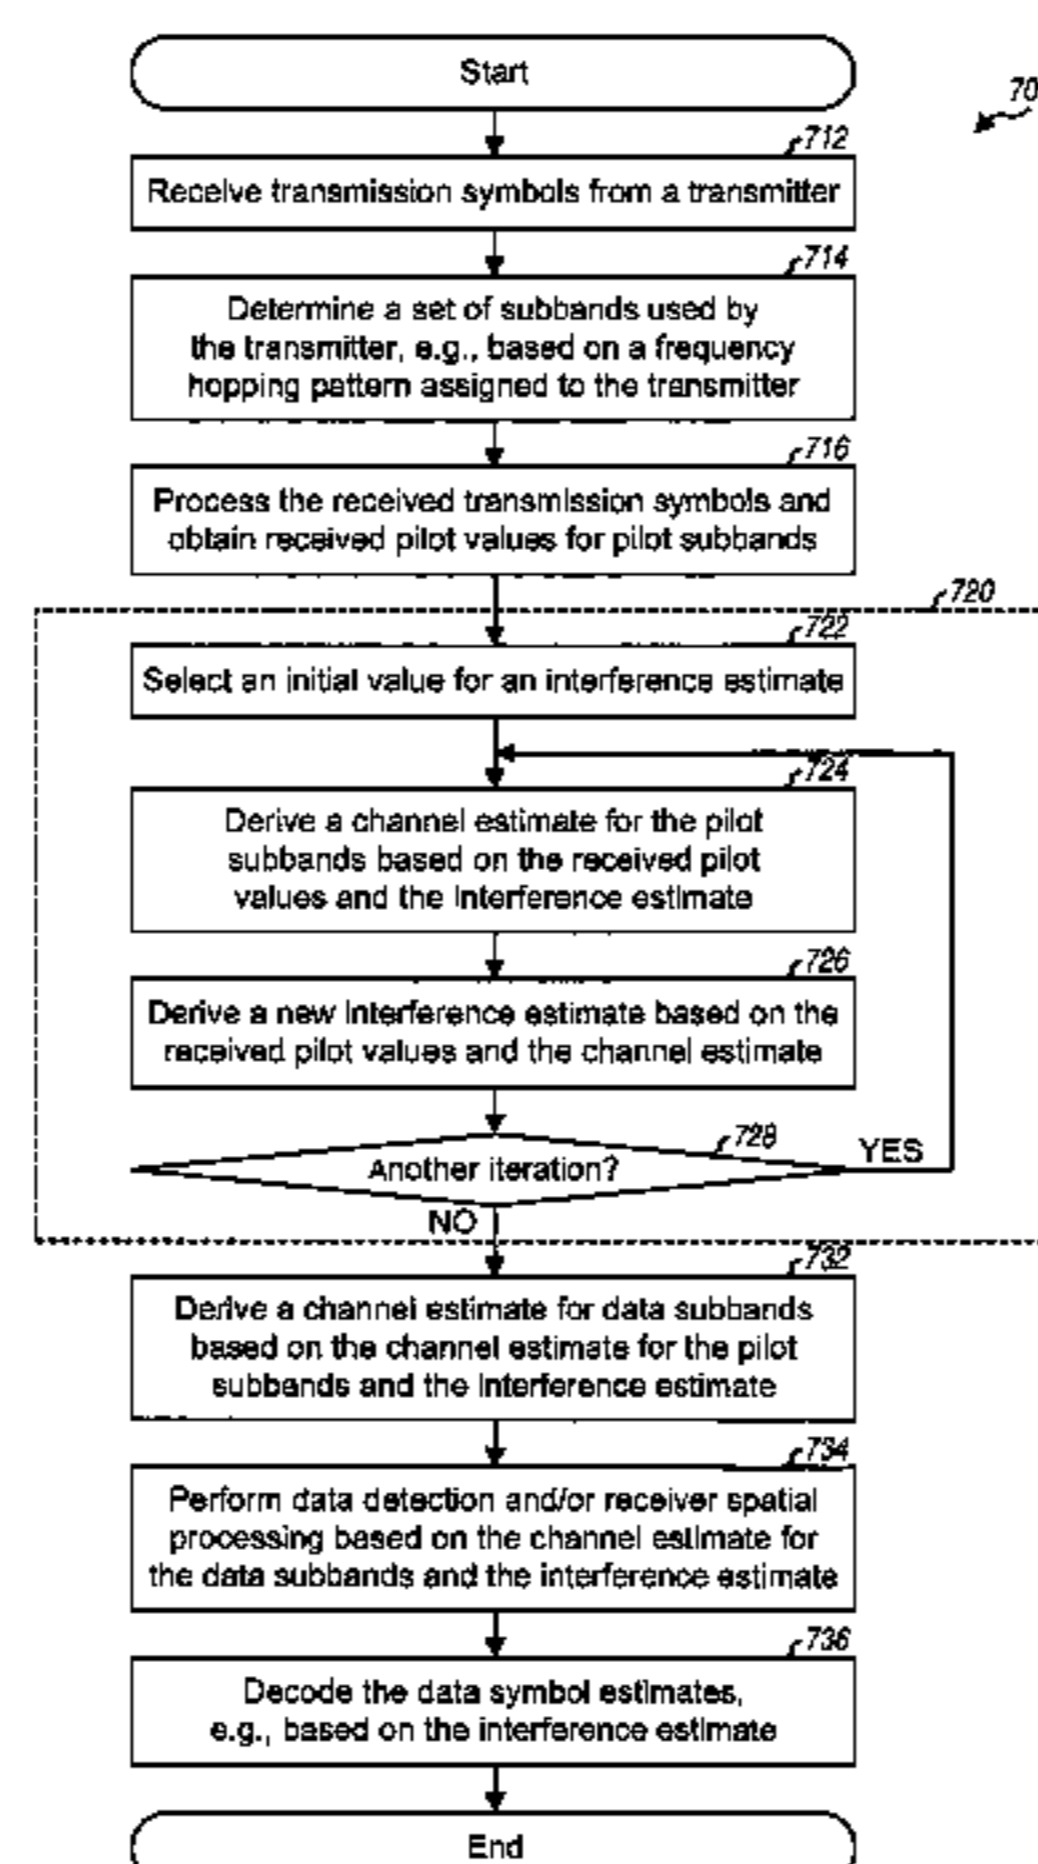 Start
70
712
Receive transmission symbols from a transmitter
714
Determine a set of subbands used by
the transmitter, e.g., based on a frequency
hopping pattern assigned to the transmitter
716
Process the received transmission symbols and
obtain received pilot values for pilot subbands
720
722
Select an initial value for an interference estimate
724
Derive a channel estimate for the pilot
subbands based on the received pilot
values and the interference estimate
726
Derive a new interference estimate based on the
received pilot values and the channel estimate
728
Another iteration?
YES
NO
732
Derive a channel estimate for data subbands
based on the channel estimate for the pilot
subbands and the interference estimate
734
Perform data detection and/or receiver spatial
processing based on the channel estimate for
the data subbands and the interference estimate
736
Decode the data symbol estimates,
e.g., based on the interference estimate
End